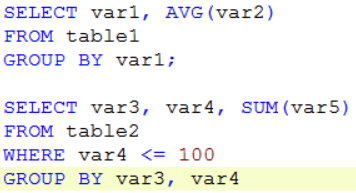 SELECT var1, AVG(var2)
FROM table1
GROUP BY var1;
SELECT var3, var4, SUM(var5)
FROM table2
WHERE var4 <= 100
GROUP BY var3, var4